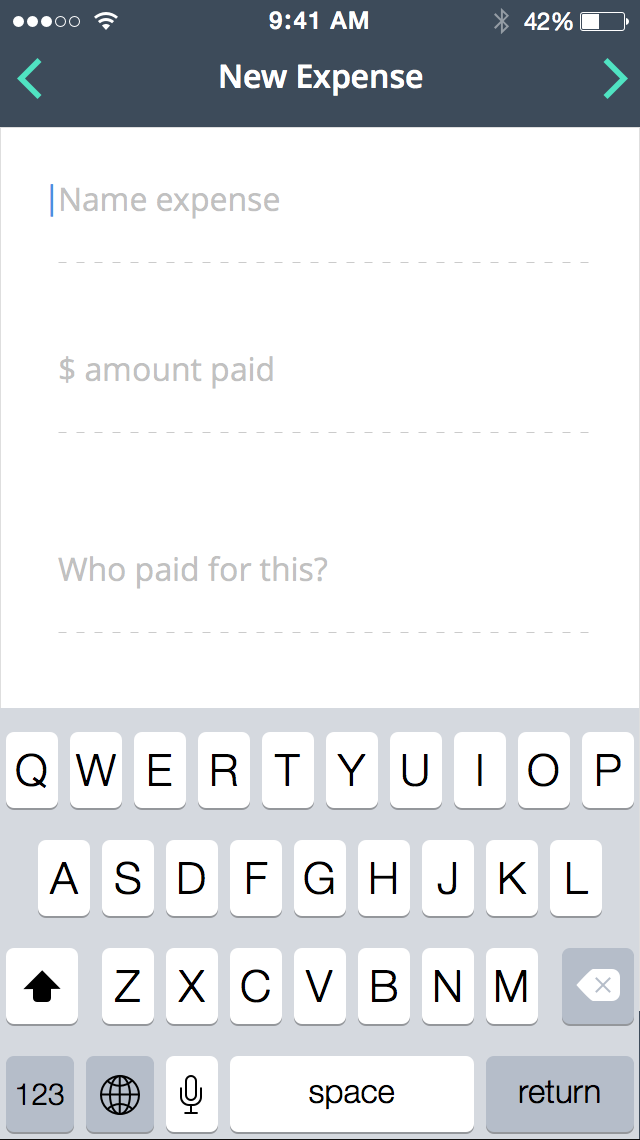 9:41 AM 42%
New Expense
Name expense
$ amount paid
Who paid for this?
Q W E R T Y U I O P
A S D F G H J K L
Z X C V B N M
123 space return